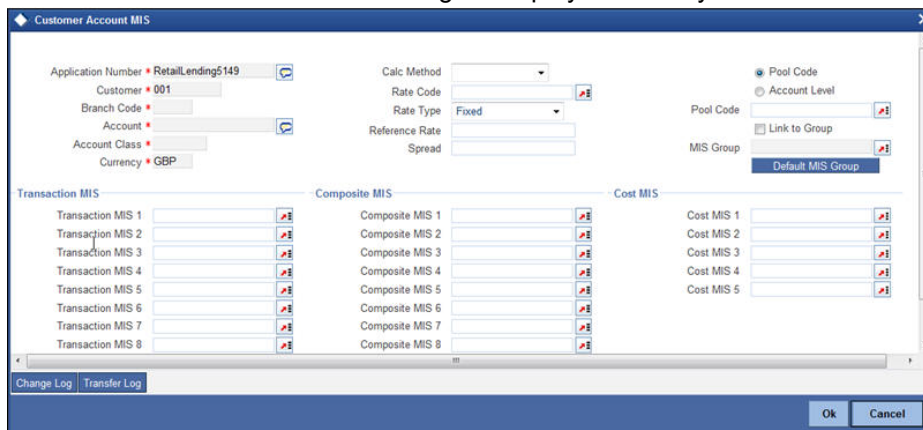 Customer Account MIS
Application Number * RetailLending5149
Customer * 001
Branch Code *
Account *
Account Class *
Currency * GBP
Calc Method
Rate Code
Rate Type Fixed
Reference Rate
Spread
Pool Code
Account Level
Pool Code
Link to Group
MIS Group
Default MIS Group
Transaction MIS
Transaction MIS 1
Transaction MIS 2
Transaction MIS 3
Transaction MIS 4
Transaction MIS 5
Transaction MIS 6
Transaction MIS 7
Transaction MIS 8
Composite MIS
Composite MIS 1
Composite MIS 2
Composite MIS 3
Composite MIS 4
Composite MIS 5
Composite MIS 6
Composite MIS 7
Composite MIS 8
Cost MIS
Cost MIS 1
Cost MIS 2
Cost MIS 3
Cost MIS 4
Cost MIS 5
Change Log Transfer Log
Ok Cancel